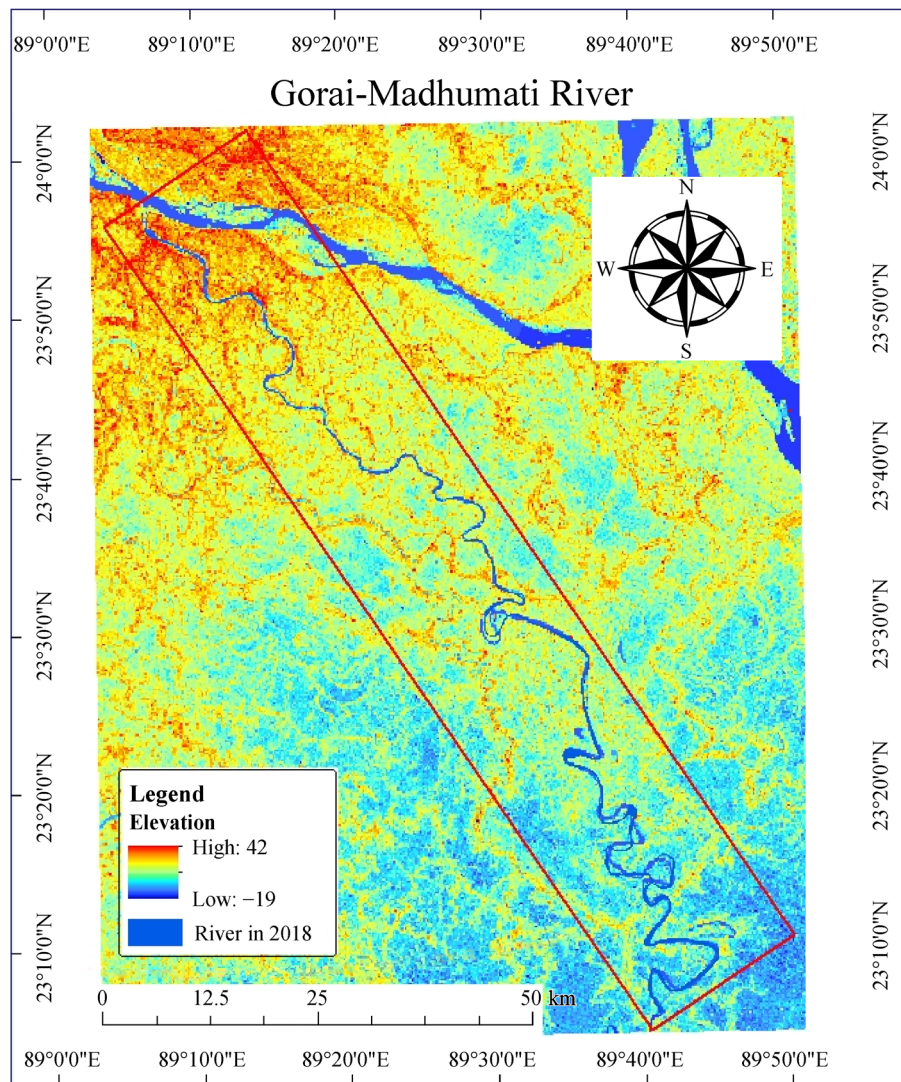 89°0'0"E 89°10'0"E 89°20'0"E 89°30'0"E 89°40'0"E 89°50'0"E
Gorai-Madhumati River
24°0'0"N 24°0'0"N
N
W E
S
23°50'0"N 23°50'0"N
23°40'0"N 23°40'0"N
23°30'0"N 23°30'0"N
23°20'0"N 23°20'0"N
Legend
Elevation
High: 42
Low: −19
River in 2018
23°10'0"N 23°10'0"N
0 12.5 25 50 km
89°0'0"E 89°10'0"E 89°20'0"E 89°30'0"E 89°40'0"E 89°50'0"E